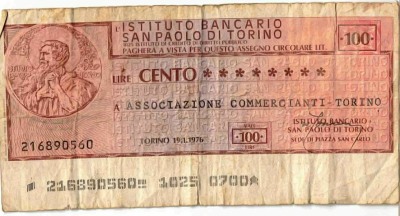 L'ISTITUTO BANCARIO
SAN PAOLO DI TORINO
PAGHERÀ A VISTA PER QUESTO ASSEGNO CIRCOLARE LIT.
=100=
LIRE CENTO ********
A ASSOCIAZIONE COMMERCIANTI-TORINO
216890560
TORINO 19.1.1976
=100=
ISTITUTO BANCARIO
SAN PAOLO DI TORINO
SEDE DI PIAZZA SAN CARLO
216890560 1025 0700